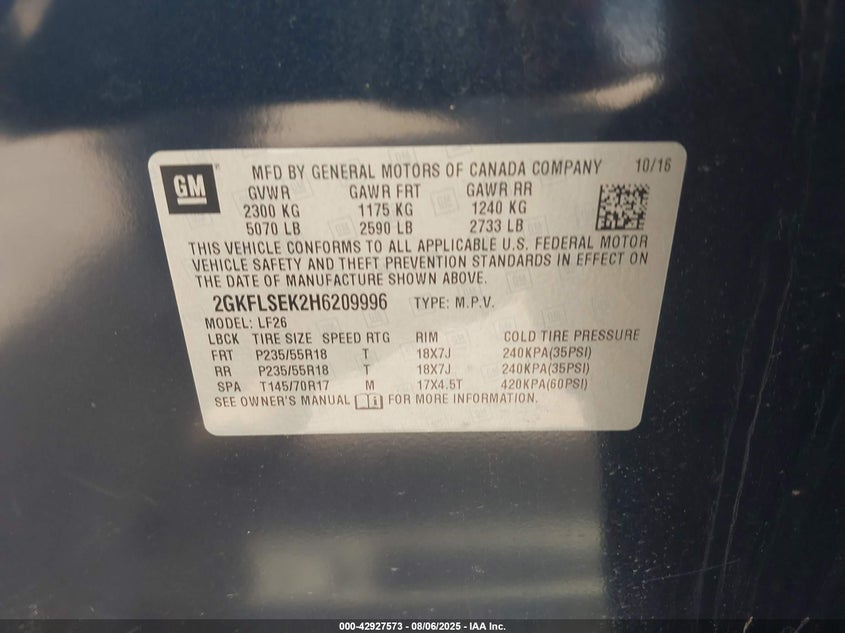 GM
MFD BY GENERAL MOTORS OF CANADA COMPANY 10/16
GVWR GAWR FRT GAWR RR
2300 KG 1175 KG 1240 KG
5070 LB 2590 LB 2733 LB
THIS VEHICLE CONFORMS TO ALL APPLICABLE U.S. FEDERAL MOTOR
VEHICLE SAFETY AND THEFT PREVENTION STANDARDS IN EFFECT ON
THE DATE OF MANUFACTURE SHOWN ABOVE.
2GKFLSEK2H6209996 TYPE: M.P.V.
MODEL: LF26
LBCK TIRE SIZE SPEED RTG RIM COLD TIRE PRESSURE
FRT P235/55R18 T 18X7J 240KPA(35PSI)
RR P235/55R18 T 18X7J 240KPA(35PSI)
SPA T145/70R17 M 17X4.5T 420KPA(60PSI)
SEE OWNER'S MANUAL FOR MORE INFORMATION.
000-42927573 - 08/06/2025 - IAA Inc.